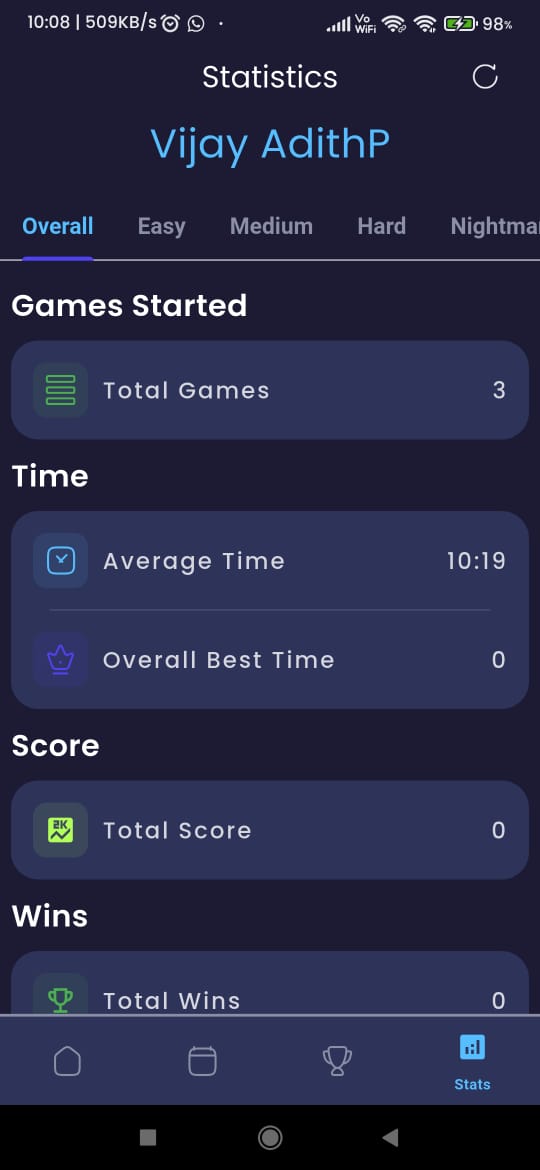 10:08 | 509KB/s
Vo
WiFi
98%
Statistics
Vijay AdithP
Overall Easy Medium Hard Nightmar
Games Started
Total Games 3
Time
Average Time 10:19
Overall Best Time 0
Score
2K
Total Score 0
Wins
Total Wins 0
Stats